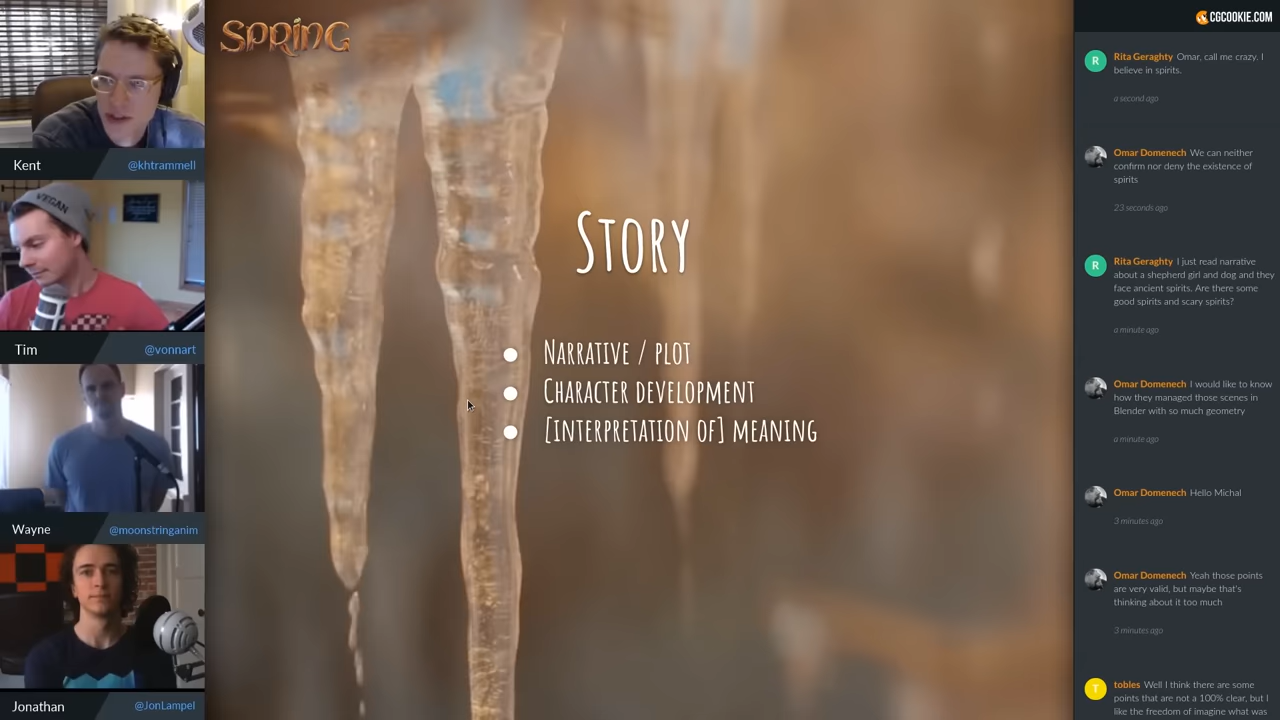 VEGAN
Kent
@khtrammell
Tim
@vonnart
Wayne
@moonstringanim
Jonathan
@JonLampel
SPRING
STORY
NARRATIVE / PLOT
CHARACTER DEVELOPMENT
[INTERPRETATION OF] MEANING
CGCOOKIE.COM
R
Rita Geraghty Omar, call me crazy. I
believe in spirits.
a second ago
Omar Domenech We can neither
confirm nor deny the existence of
spirits
23 seconds ago
R
Rita Geraghty I just read narrative
about a shepherd girl and dog and they
face ancient spirits. Are there some
good spirits and scary spirits?
a minute ago
Omar Domenech I would like to know
how they managed those scenes in
Blender with so much geometry
a minute ago
Omar Domenech Hello Michal
3 minutes ago
Omar Domenech Yeah those points
are very valid, but maybe that's
thinking about it too much
3 minutes ago
T
tobles Well I think there are some
points that are not a 100% clear, but I
like the freedom of imagine what was